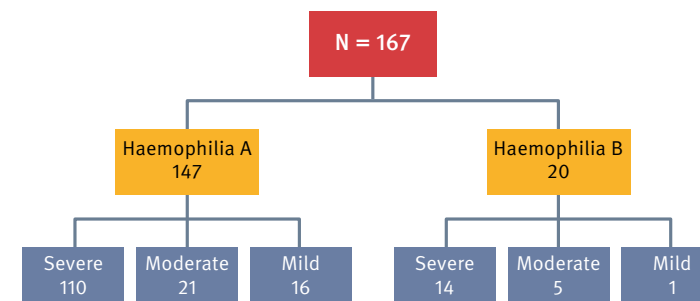 N = 167
Haemophilia A
147
Haemophilia B
20
Severe
110
Moderate
21
Mild
16
Severe
14
Moderate
5
Mild
1